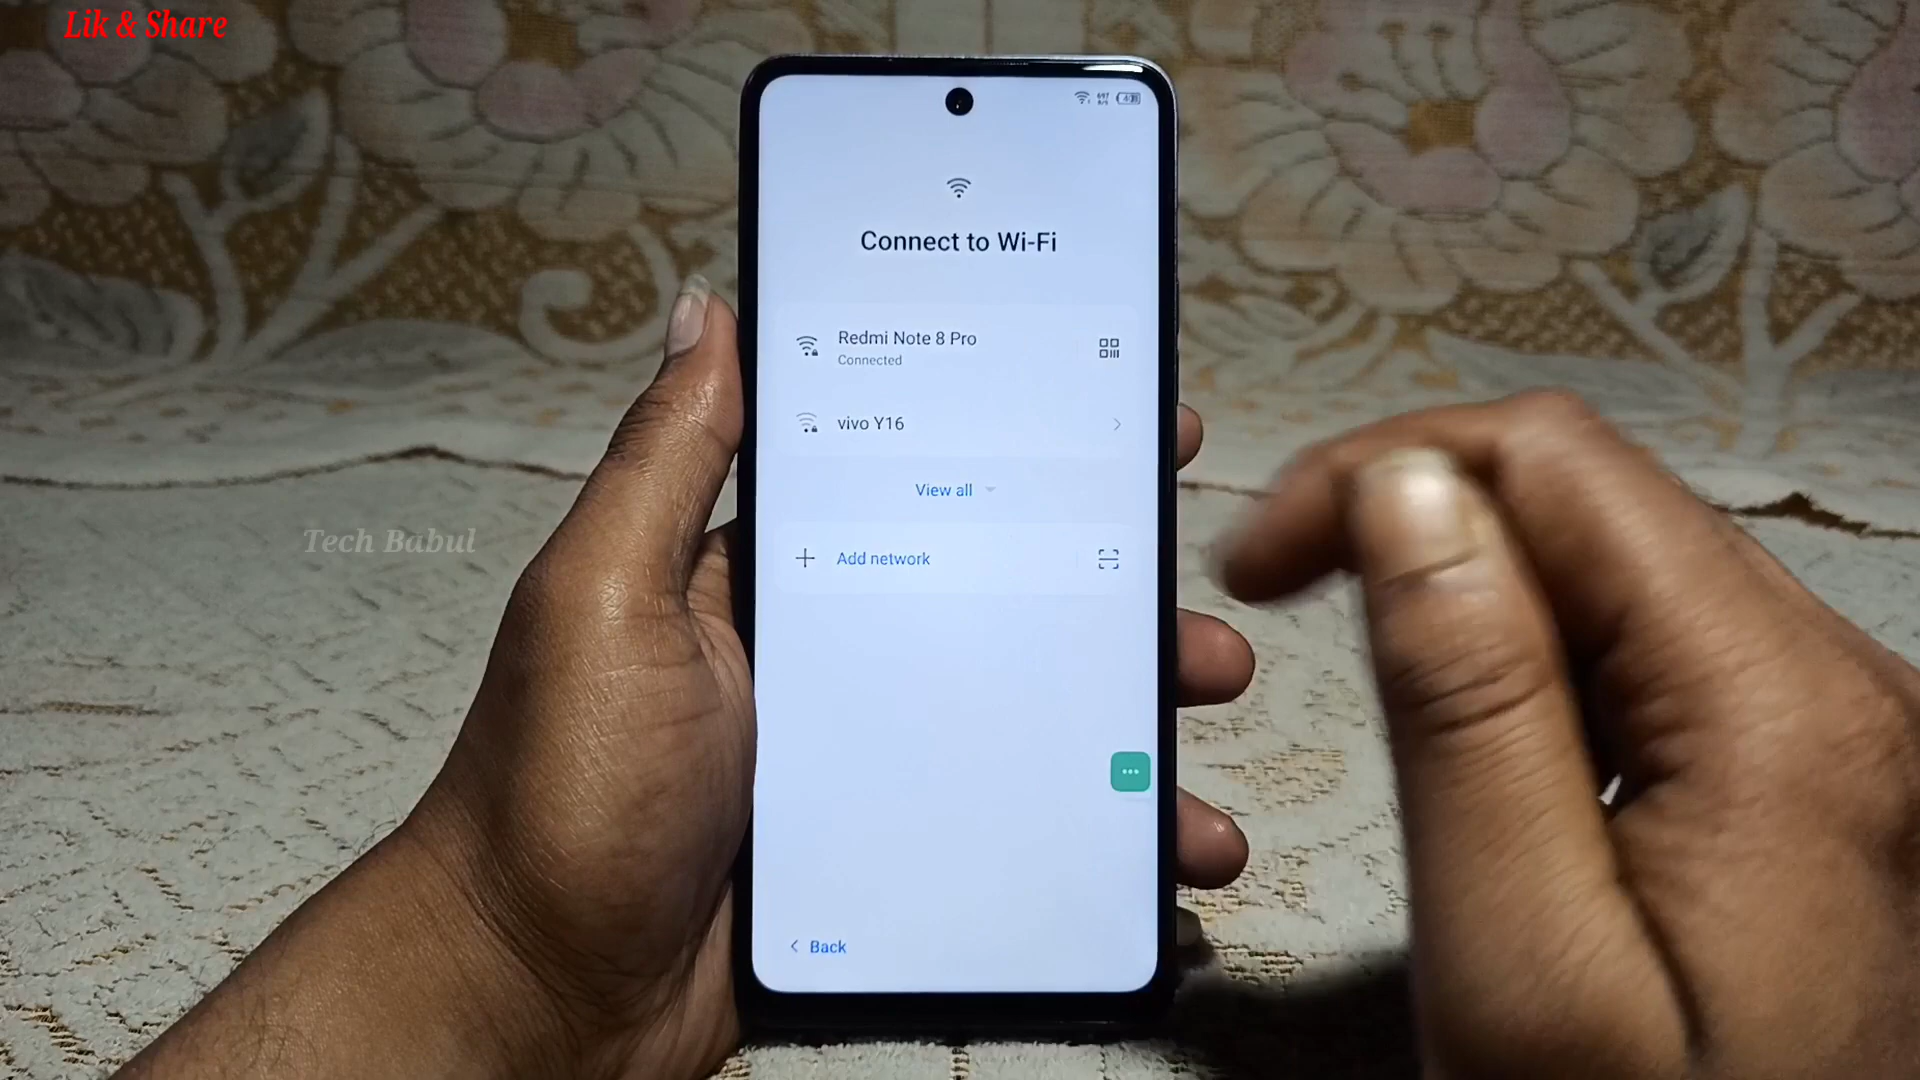 Lik & Share
Connect to Wi-Fi
Redmi Note 8 Pro
Connected
vivo Y16
View all
Tech Babul
Add network
Back